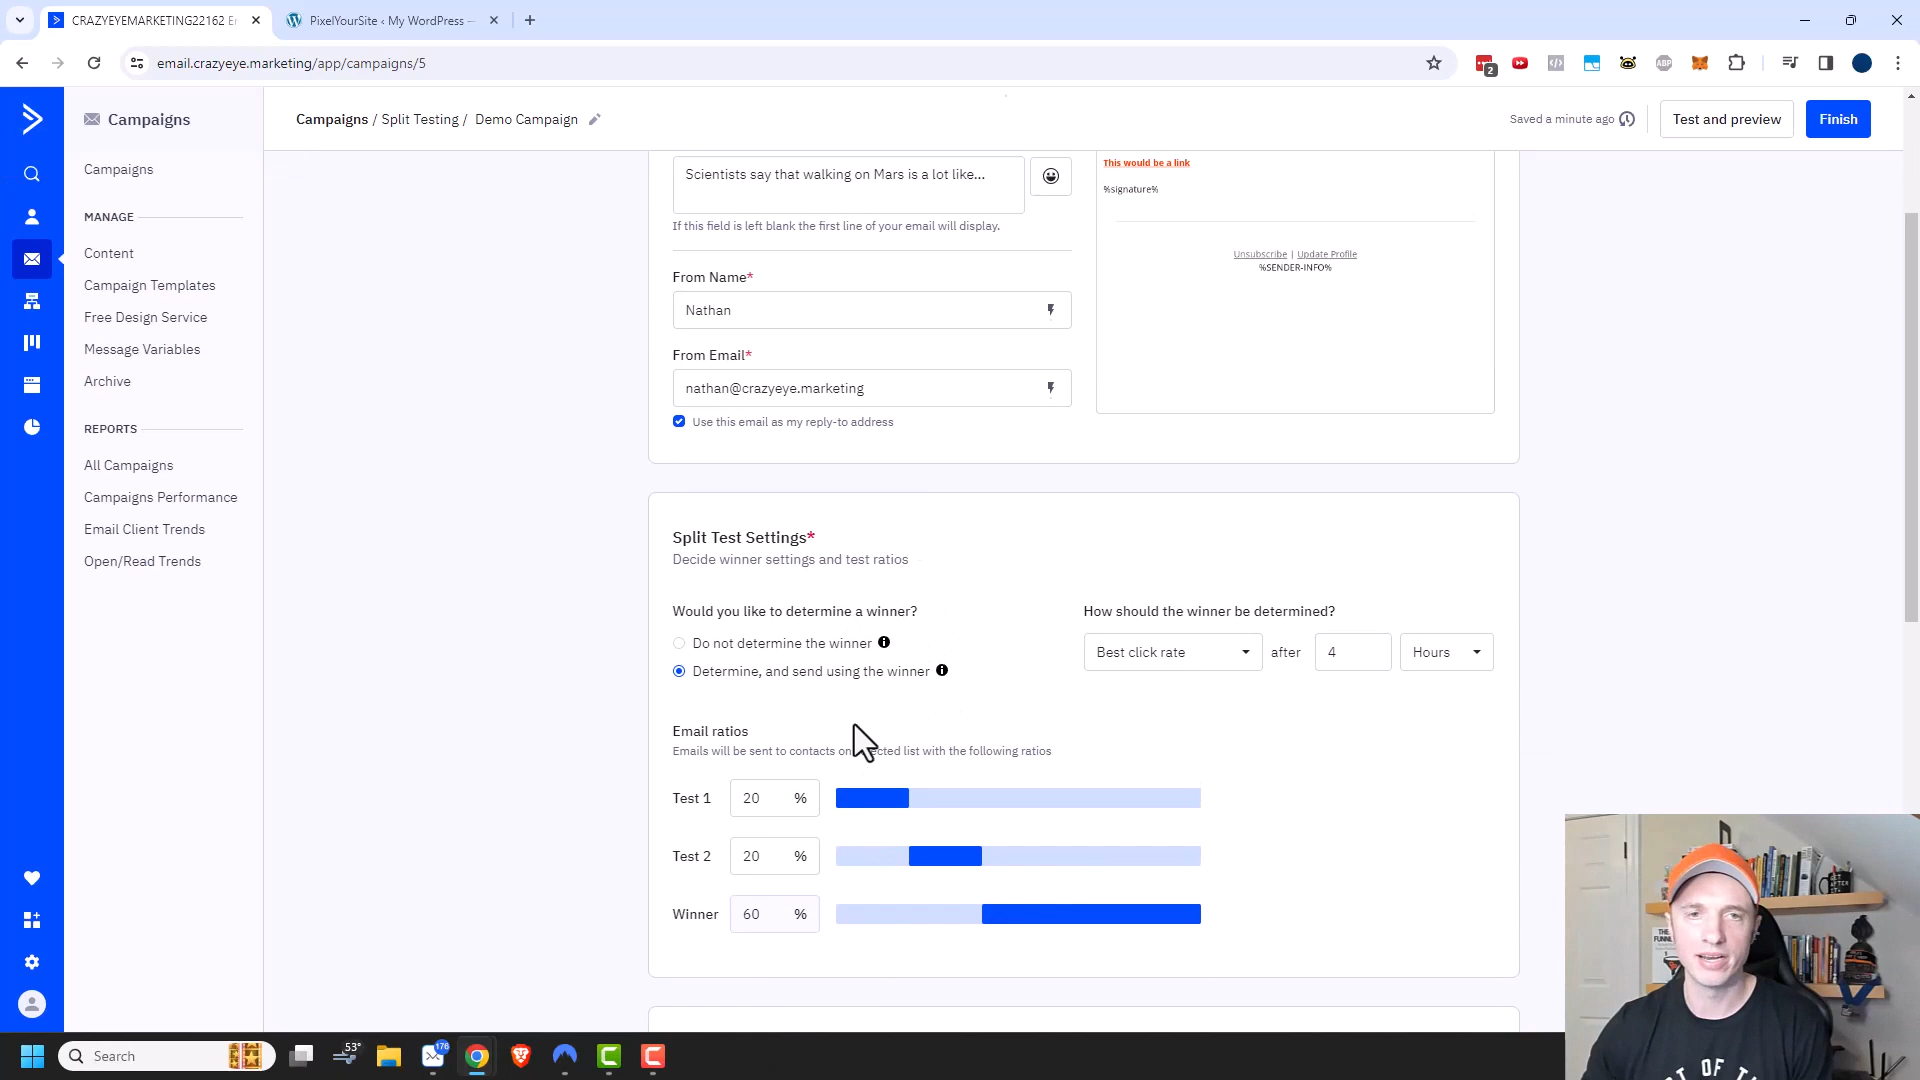 CRAZYEYEMARKETING22162 E
PixelYourSite ‹ My WordPress —
email.crazyeye.marketing/app/campaigns/5
2
ABP
Campaigns
Campaigns / Split Testing / Demo Campaign
Saved a minute ago
Test and preview
Finish
Campaigns
MANAGE
Content
Campaign Templates
Free Design Service
Message Variables
Archive
REPORTS
All Campaigns
Campaigns Performance
Email Client Trends
Open/Read Trends
Scientists say that walking on Mars is a lot like...
If this field is left blank the first line of your email will display.
From Name*
Nathan
From Email*
nathan@crazyeye.marketing
Use this email as my reply-to address
This would be a link
%signature%
Unsubscribe | Update Profile
%SENDER-INFO%
Split Test Settings*
Decide winner settings and test ratios
Would you like to determine a winner?
Do not determine the winner
Determine, and send using the winner
How should the winner be determined?
Best click rate after 4 Hours
Email ratios
Emails will be sent to contacts on list with the following ratios
Test 1 20 %
Test 2 20 %
Winner 60 %
Search
53°
176
THE
FUNNEL